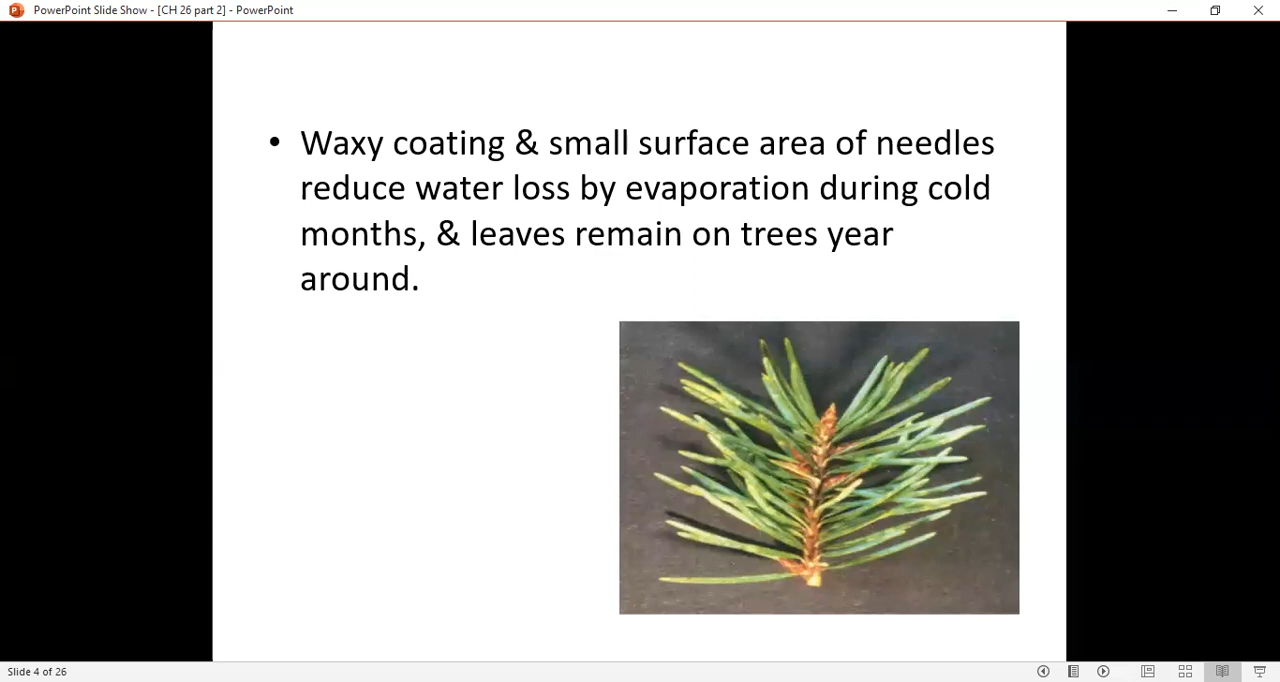 PowerPoint Slide Show - [CH 26 part 2] - PowerPoint
• Waxy coating & small surface area of needles
reduce water loss by evaporation during cold
months, & leaves remain on trees year
around.
Slide 4 of 26